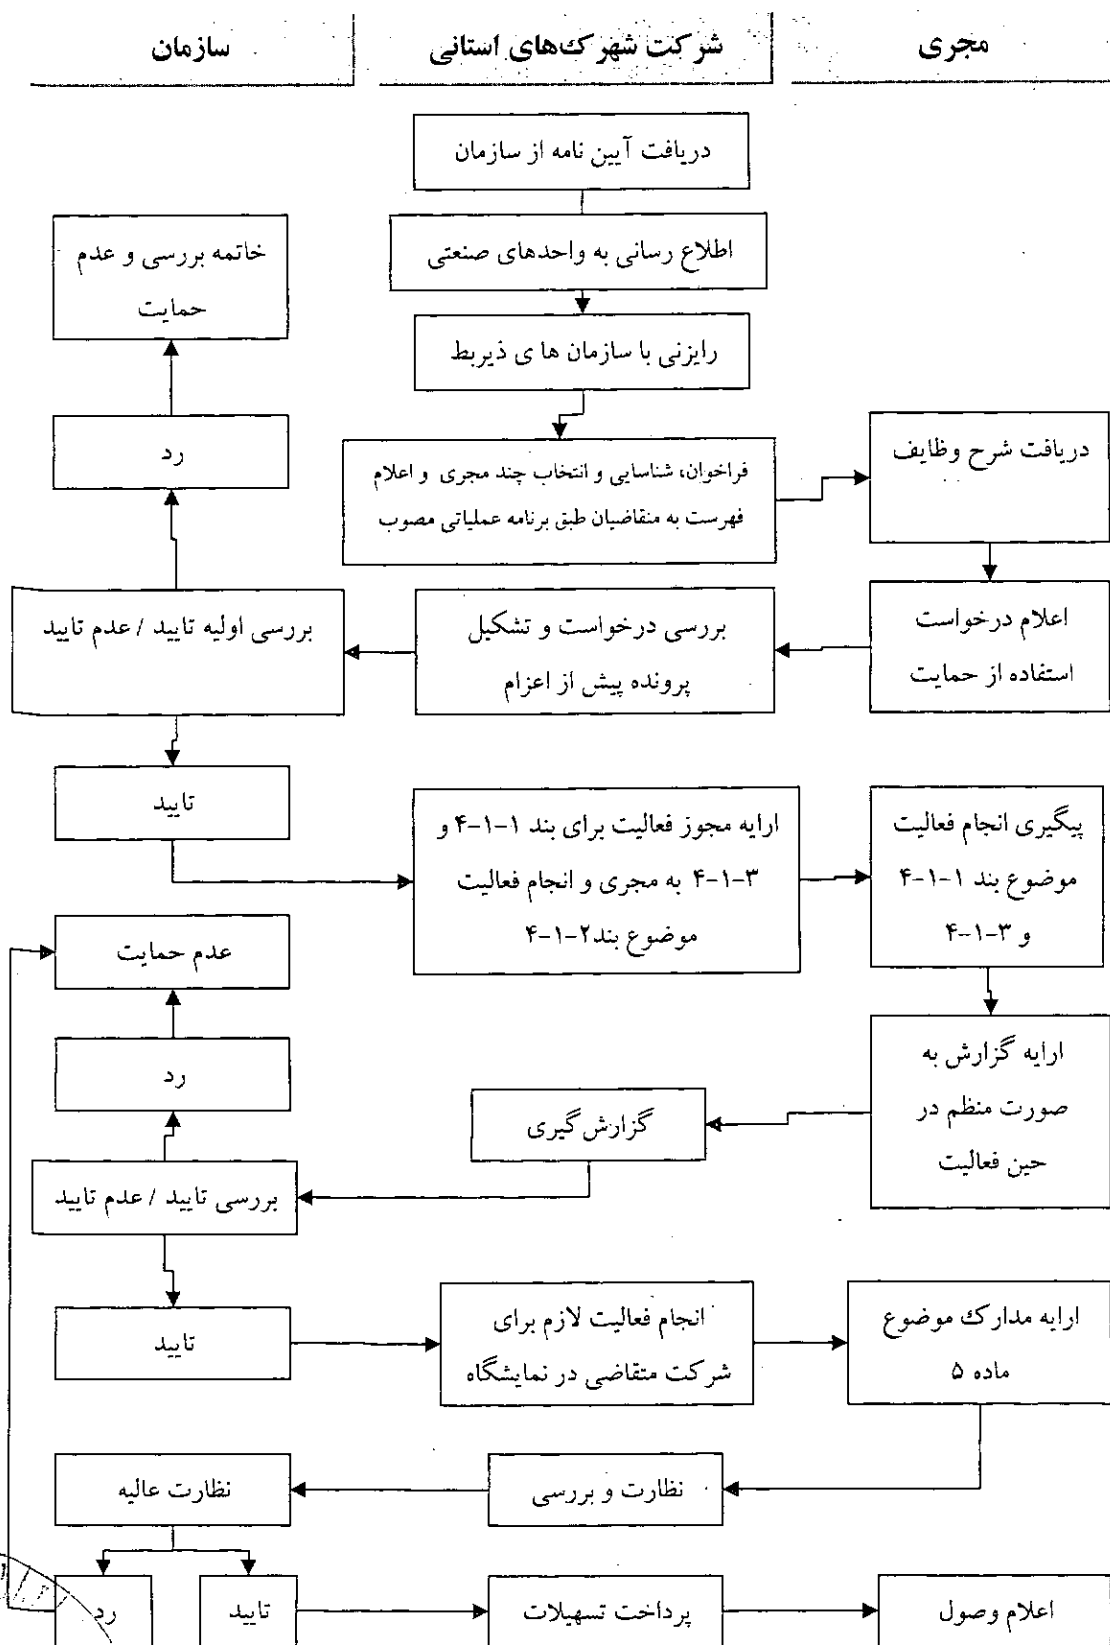 مجری
شرکت شهرک‌های استانی
سازمان
دریافت آیین نامه از سازمان
اطلاع رسانی به واحدهای صنعتی
خاتمه بررسی و عدم
حمایت
رایزنی با سازمان ها ی ذیربط
رد
فراخوان، شناسایی و انتخاب چند مجری و اعلام
فهرست به متقاضیان طبق برنامه عملیاتی مصوب
دریافت شرح وظایف
اعلام درخواست
استفاده از حمایت
بررسی درخواست و تشکیل
پرونده پیش از اعزام
بررسی اولیه تایید / عدم تایید
تایید
ارایه مجوز فعالیت برای بند ۱-۱-۴ و
۳-۱-۴ به مجری و انجام فعالیت
موضوع بند۲-۱-۴
پیگیری انجام فعالیت
موضوع بند ۱-۱-۴
و ۳-۱-۴
عدم حمایت
رد
ارایه گزارش به
صورت منظم در
حین فعالیت
گزارش گیری
بررسی تایید / عدم تایید
تایید
انجام فعالیت لازم برای
شرکت متقاضی در نمایشگاه
ارایه مدارک موضوع
ماده ۵
نظارت و بررسی
نظارت عالیه
رد
تایید
پرداخت تسهیلات
اعلام وصول